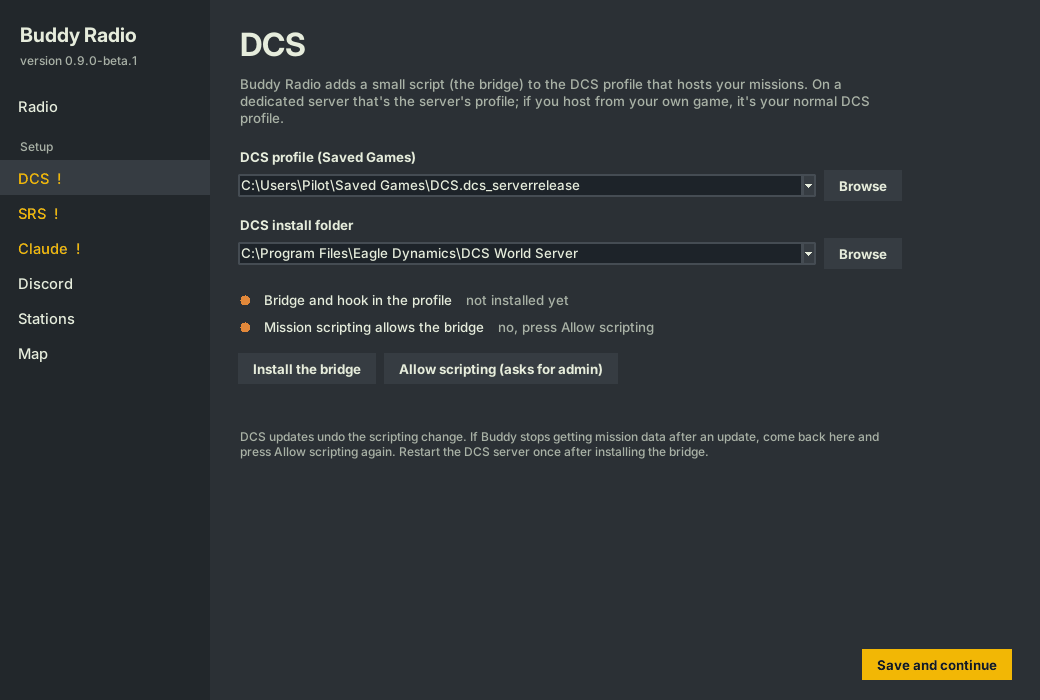 Buddy Radio
version 0.9.0-beta.1
Radio
Setup
DCS !
SRS !
Claude !
Discord
Stations
Map
DCS
Buddy Radio adds a small script (the bridge) to the DCS profile that hosts your missions. On a
dedicated server that's the server's profile; if you host from your own game, it's your normal DCS
profile.
DCS profile (Saved Games)
C:\Users\Pilot\Saved Games\DCS.dcs_serverrelease
Browse
DCS install folder
C:\Program Files\Eagle Dynamics\DCS World Server
Browse
Bridge and hook in the profile not installed yet
Mission scripting allows the bridge no, press Allow scripting
Install the bridge Allow scripting (asks for admin)
DCS updates undo the scripting change. If Buddy stops getting mission data after an update, come back here and
press Allow scripting again. Restart the DCS server once after installing the bridge.
Save and continue